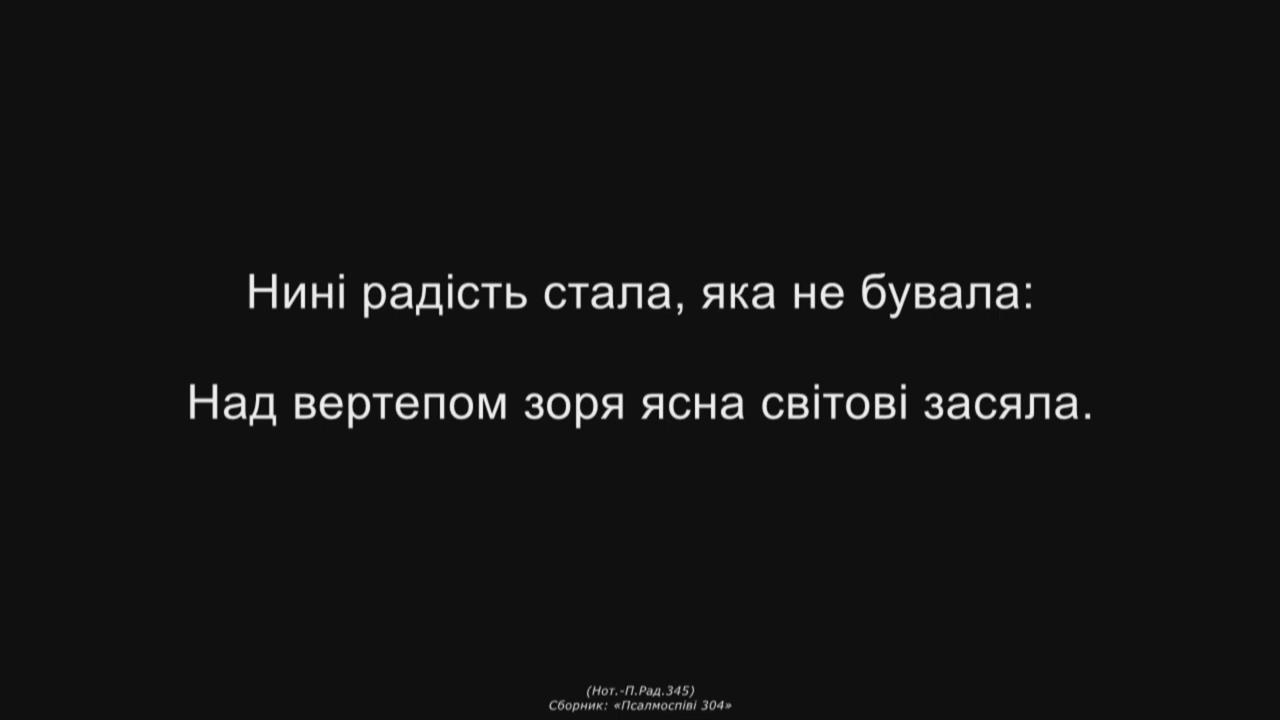 Нині радість стала, яка не бувала:
Над вертепом зоря ясна світові засяла.
(Нот.-П.Рад.345)
Сборник: «Псалмоспіві 304»